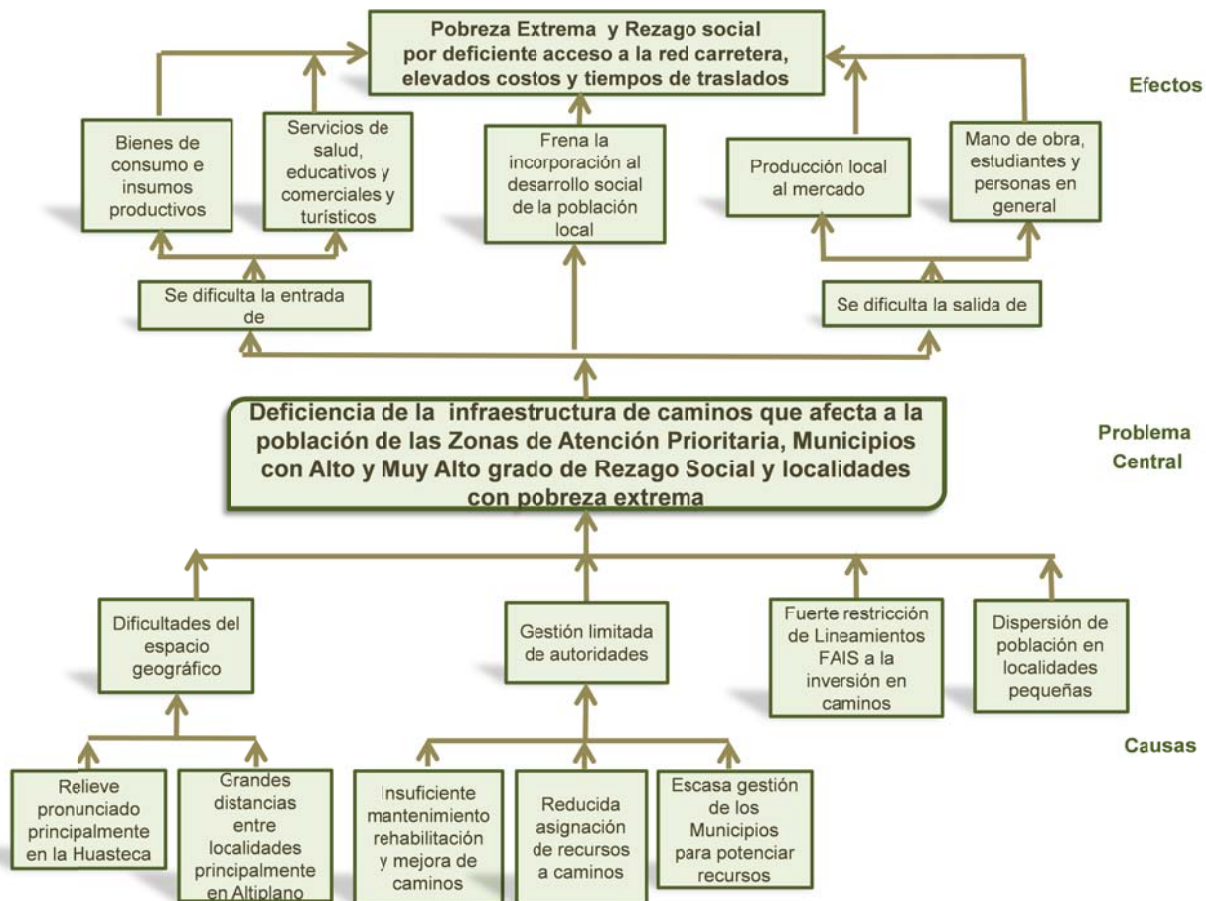 Pobreza Extrema y Rezago social
por deficiente acceso a la red carretera,
elevados costos y tiempos de traslados
Efectos
Bienes de
consumo e
insumos
productivos
Servicios de
salud,
educativos y
comerciales y
turísticos
Frena la
incorporación al
desarrollo social
de la población
local
Producción local
al mercado
Mano de obra,
estudiantes y
personas en
general
Se dificulta la entrada
de
Se dificulta la salida de
Deficiencia de la infraestructura de caminos que afecta a la
población de las Zonas de Atención Prioritaria, Municipios
con Alto y Muy Alto grado de Rezago Social y localidades
con pobreza extrema
Problema
Central
Dificultades del
espacio
geográfico
Gestión limitada
de autoridades
Fuerte restricción
de Lineamientos
FAIS a la
inversión en
caminos
Dispersión de
población en
localidades
pequeñas
Causas
Relieve
pronunciado
principalmente
en la Huasteca
Grandes
distancias
entre
localidades
principalmente
en Altiplano
Insuficiente
mantenimiento
rehabilitación
y mejora de
caminos
Reducida
asignación
de recursos
a caminos
Escasa gestión
de los
Municipios
para potenciar
recursos